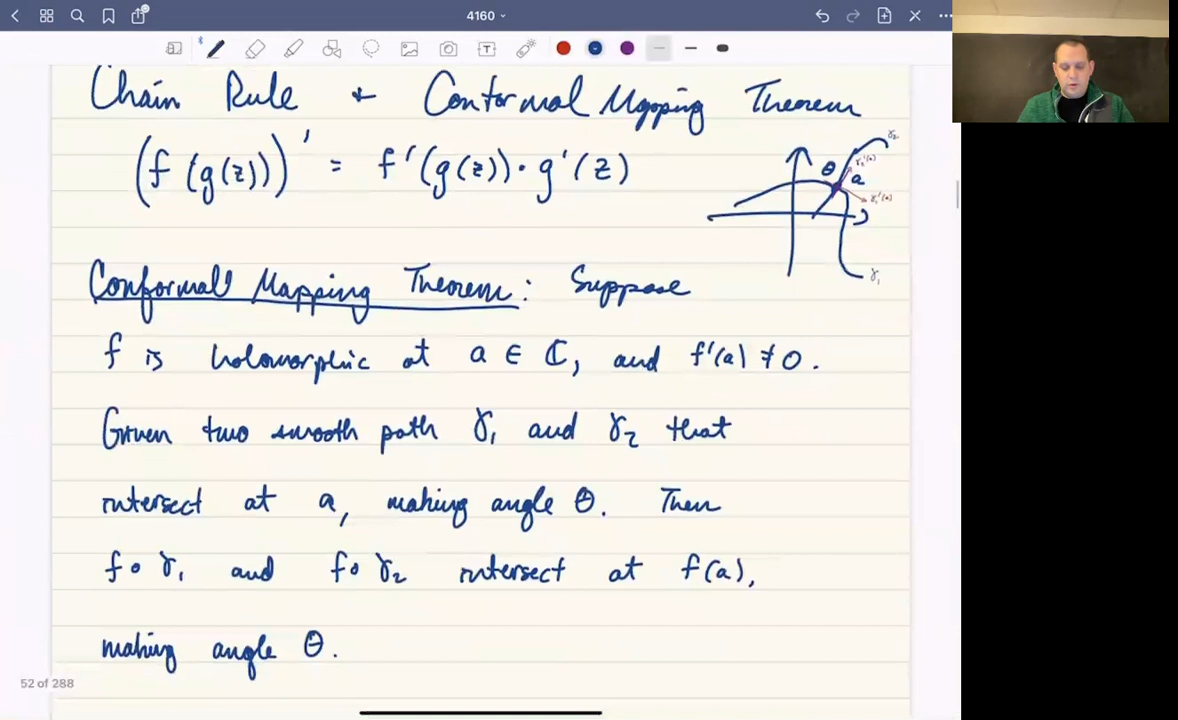 4160
Chain Rule + Conformal Mapping Theorem
(f(g(z)))' = f'(g(z)) · g'(z)
γ₂
γ₂'(a)
θ
a
γ₁'(a)
γ₁
Conformal Mapping Theorem: Suppose
f is holomorphic at a ∈ ℂ, and f'(a) ≠ 0.
Given two smooth path γ₁ and γ₂ that
intersect at a, making angle θ. Then
f∘γ₁ and f∘γ₂ intersect at f(a),
making angle θ.
52 of 288